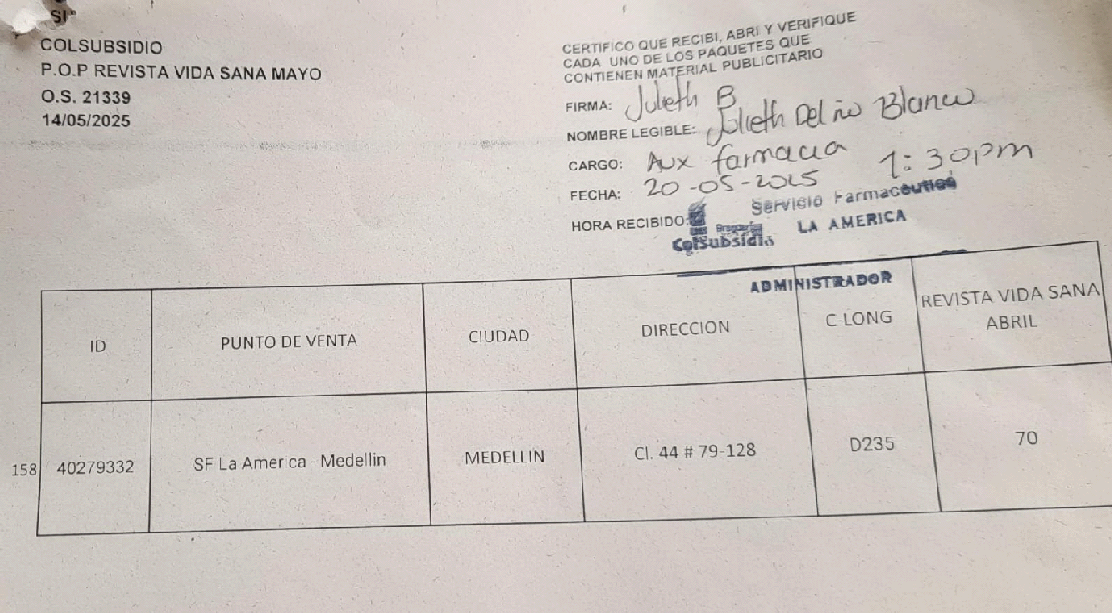 SI
COLSUBSIDIO
P.O.P REVISTA VIDA SANA MAYO
O.S. 21339
14/05/2025
CERTIFICO QUE RECIBI, ABRI Y VERIFIQUE
CADA UNO DE LOS PAQUETES QUE
CONTIENEN MATERIAL PUBLICITARIO
FIRMA: Julieth B
NOMBRE LEGIBLE: Julieth Del rio Blanco
CARGO: Aux farmacia
FECHA: 20-05-2025 1:30pm
HORA RECIBIDO:
Servicio Farmaceutico
Droguería
ColSubsidio LA AMERICA
ADMINISTRADOR
ID PUNTO DE VENTA CIUDAD DIRECCION C LONG REVISTA VIDA SANA
ABRIL
158 40279332 SF La America Medellin MEDELLIN Cl. 44 # 79-128 D235 70